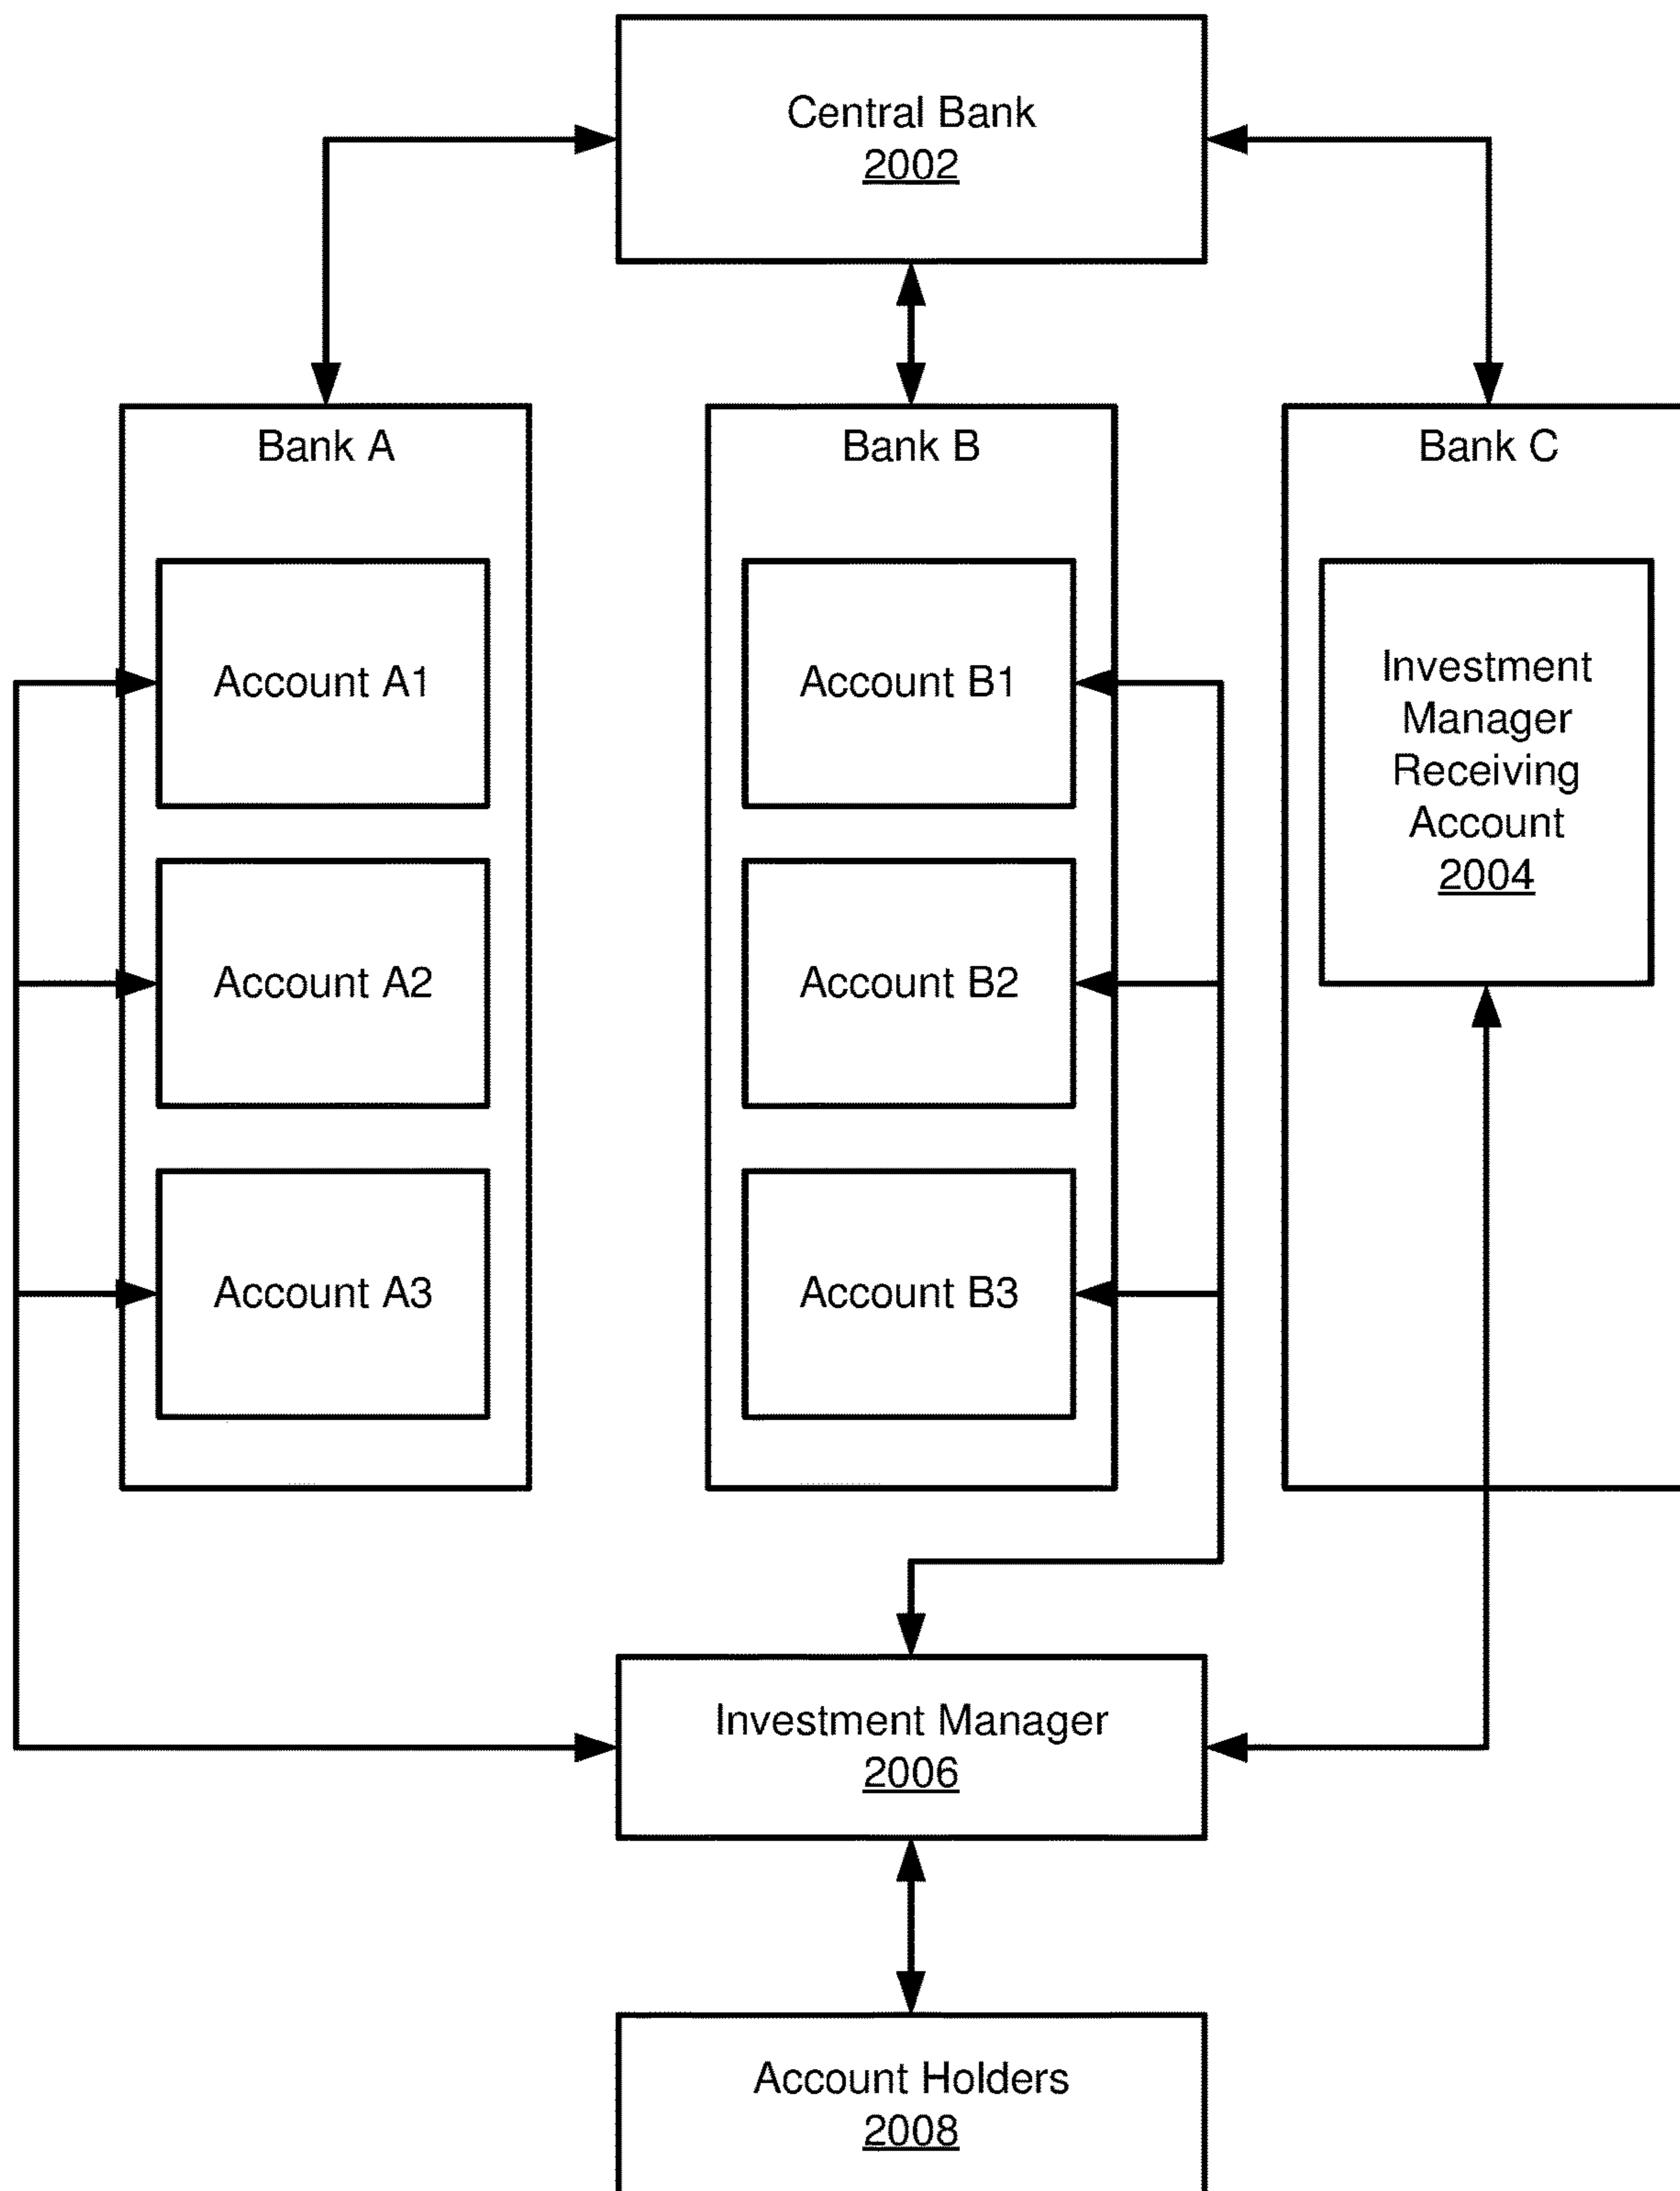 Central Bank
2002
Bank A
Bank B
Bank C
Account A1
Account B1
Investment
Manager
Receiving
Account
2004
Account A2
Account B2
Account A3
Account B3
Investment Manager
2006
Account Holders
2008